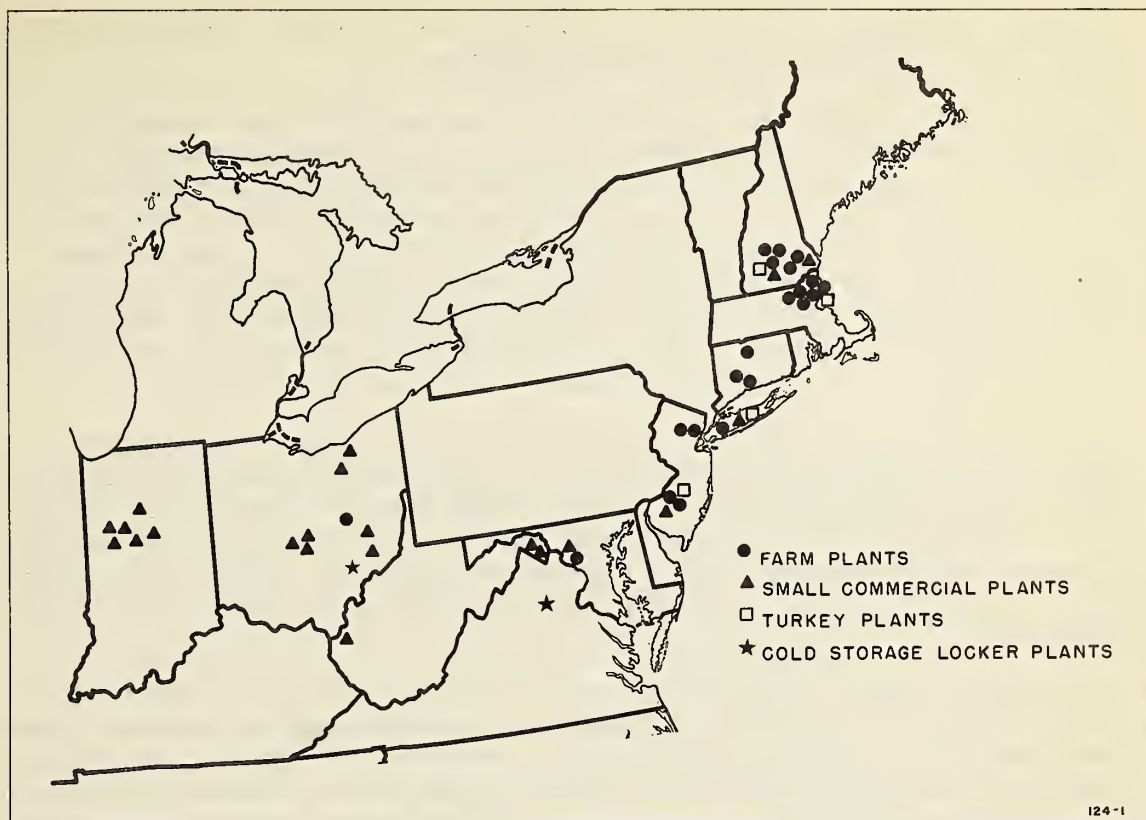 FARM PLANTS
SMALL COMMERCIAL PLANTS
TURKEY PLANTS
COLD STORAGE LOCKER PLANTS
124-1